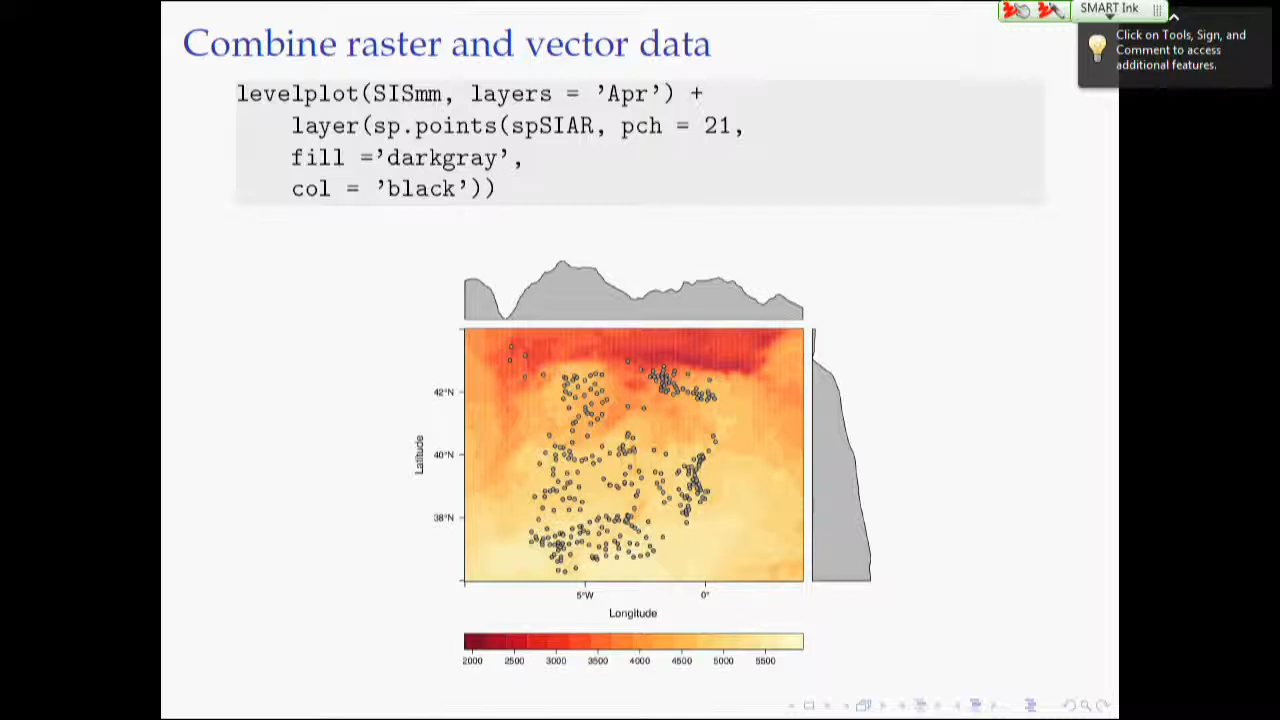 Combine raster and vector data
levelplot(SISmm, layers = ’Apr’) +
layer(sp.points(spSIAR, pch = 21,
fill =’darkgray’,
col = ’black’))
SMART Ink
Click on Tools, Sign, and
Comment to access
additional features.
42°N
40°N
38°N
Latitude
5°W 0°
Longitude
2000 2500 3000 3500 4000 4500 5000 5500